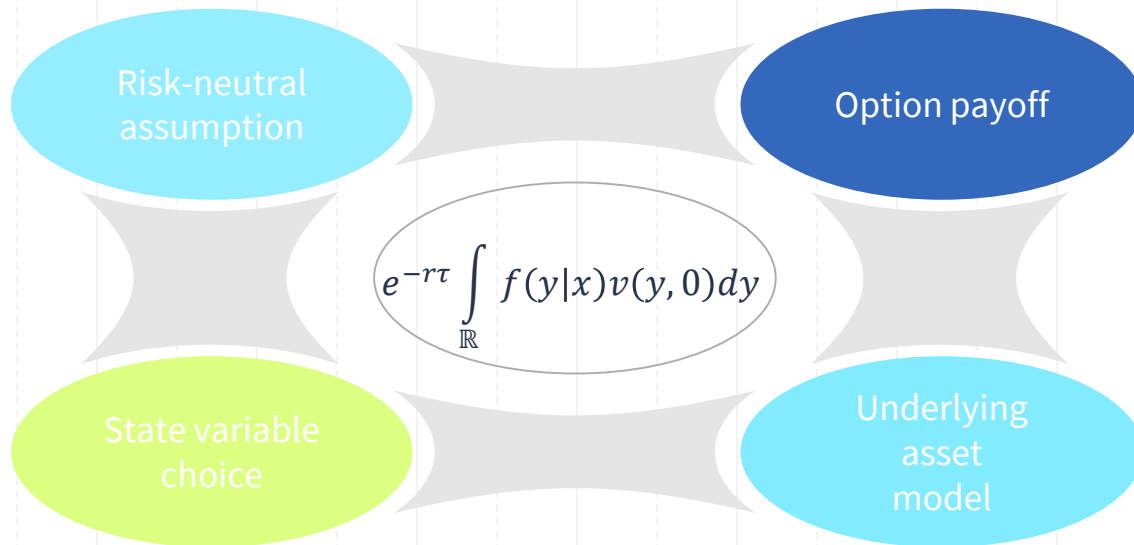 Risk-neutral
assumption
Option payoff
e^{-rτ} ∫_ℝ f(y|x)v(y,0)dy
State variable
choice
Underlying
asset
model